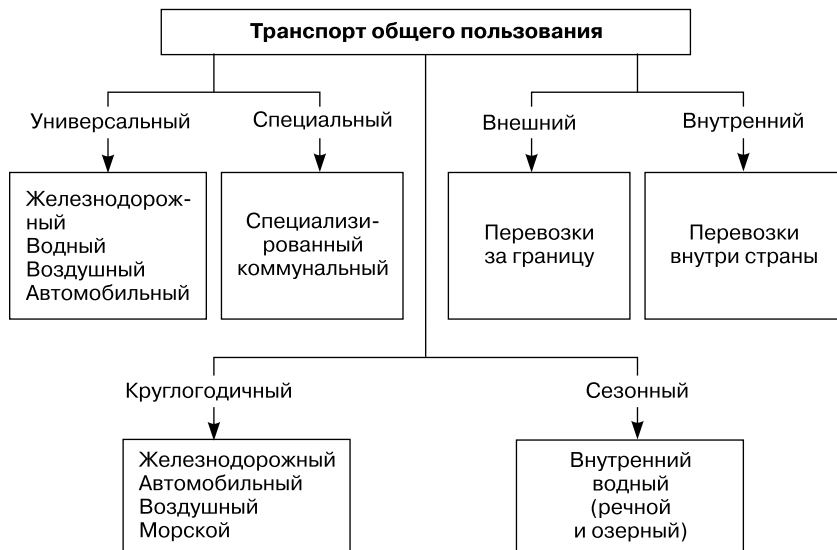 Транспорт общего пользования
Универсальный
Специальный
Внешний
Внутренний
Железнодорож-
ный
Водный
Воздушный
Автомобильный
Специализи-
рованный
коммунальный
Перевозки
за границу
Перевозки
внутри страны
Круглогодичный
Сезонный
Железнодорожный
Автомобильный
Воздушный
Морской
Внутренний
водный
(речной
и озерный)